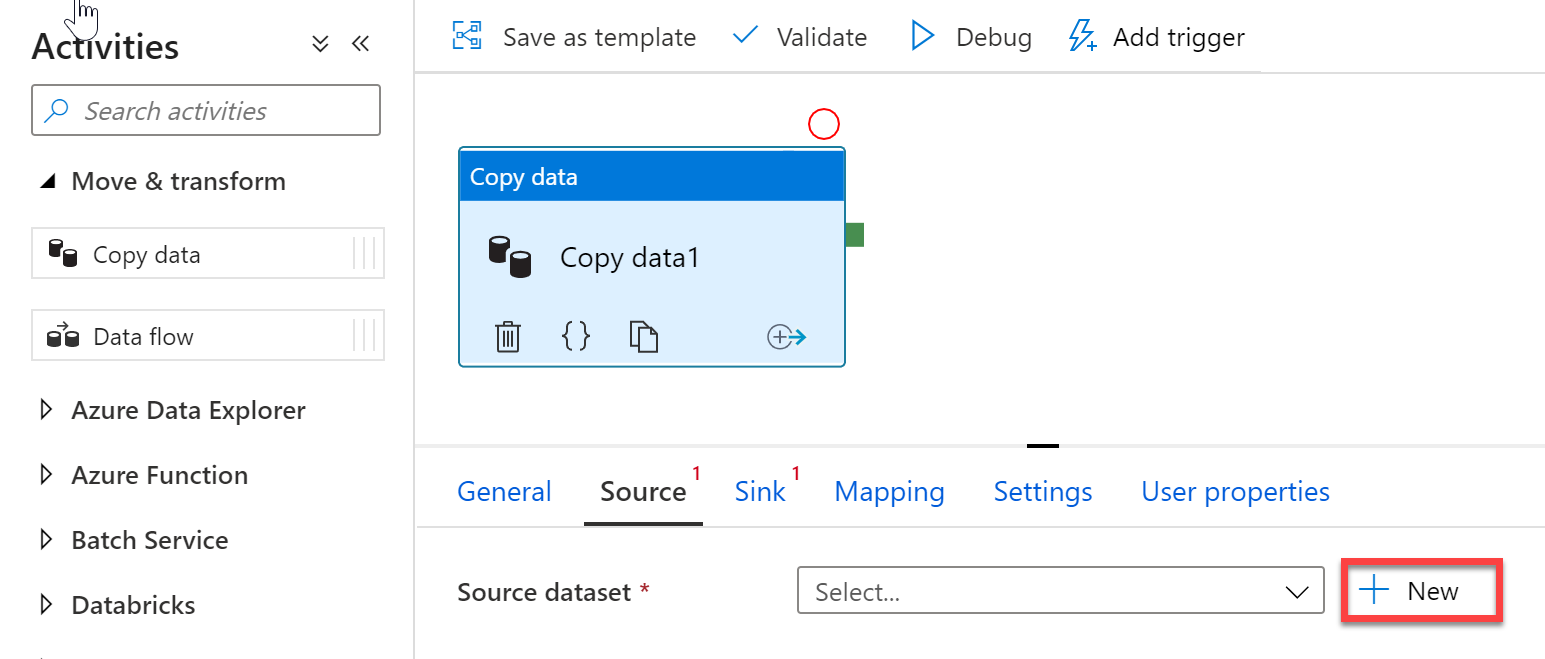 Activities
Search activities
Move & transform
Copy data
Data flow
Azure Data Explorer
Azure Function
Batch Service
Databricks
Save as template Validate Debug Add trigger
Copy data
Copy data1
General Source 1 Sink 1 Mapping Settings User properties
Source dataset * Select... New